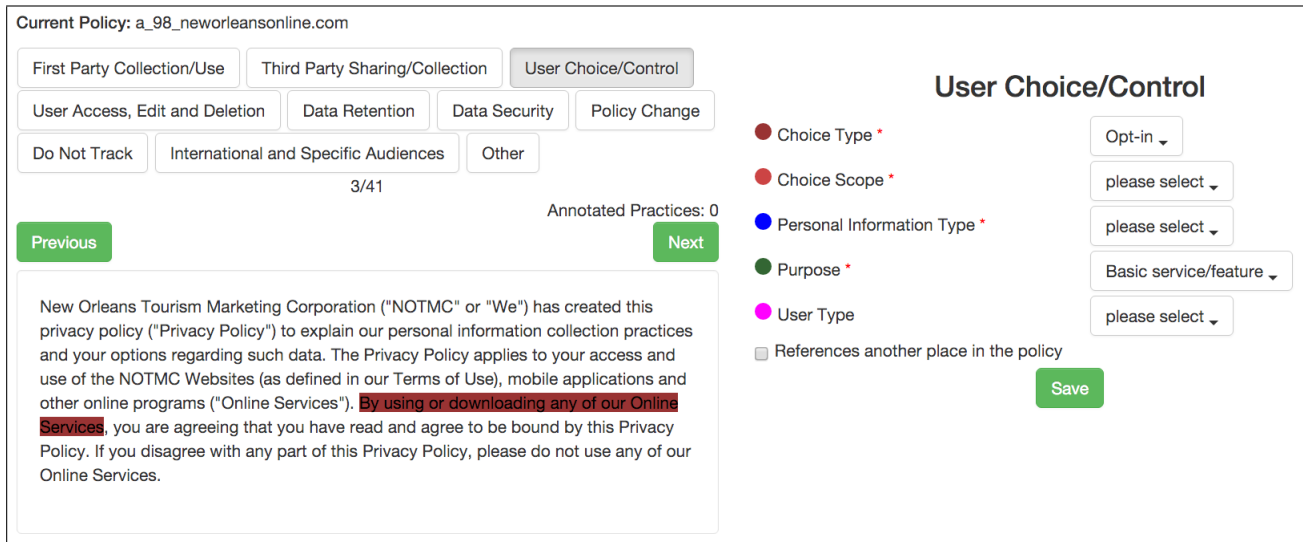 Current Policy: a_98_neworleansonline.com
First Party Collection/Use
Third Party Sharing/Collection
User Choice/Control
User Access, Edit and Deletion
Data Retention
Data Security
Policy Change
Do Not Track
International and Specific Audiences
Other
3/41
Annotated Practices: 0
Previous
Next
New Orleans Tourism Marketing Corporation ("NOTMC" or "We") has created this
privacy policy ("Privacy Policy") to explain our personal information collection practices
and your options regarding such data. The Privacy Policy applies to your access and
use of the NOTMC Websites (as defined in our Terms of Use), mobile applications and
other online programs ("Online Services"). By using or downloading any of our Online
Services, you are agreeing that you have read and agree to be bound by this Privacy
Policy. If you disagree with any part of this Privacy Policy, please do not use any of our
Online Services.
User Choice/Control
Choice Type *
Opt-in
Choice Scope *
please select
Personal Information Type *
please select
Purpose *
Basic service/feature
User Type
please select
References another place in the policy
Save